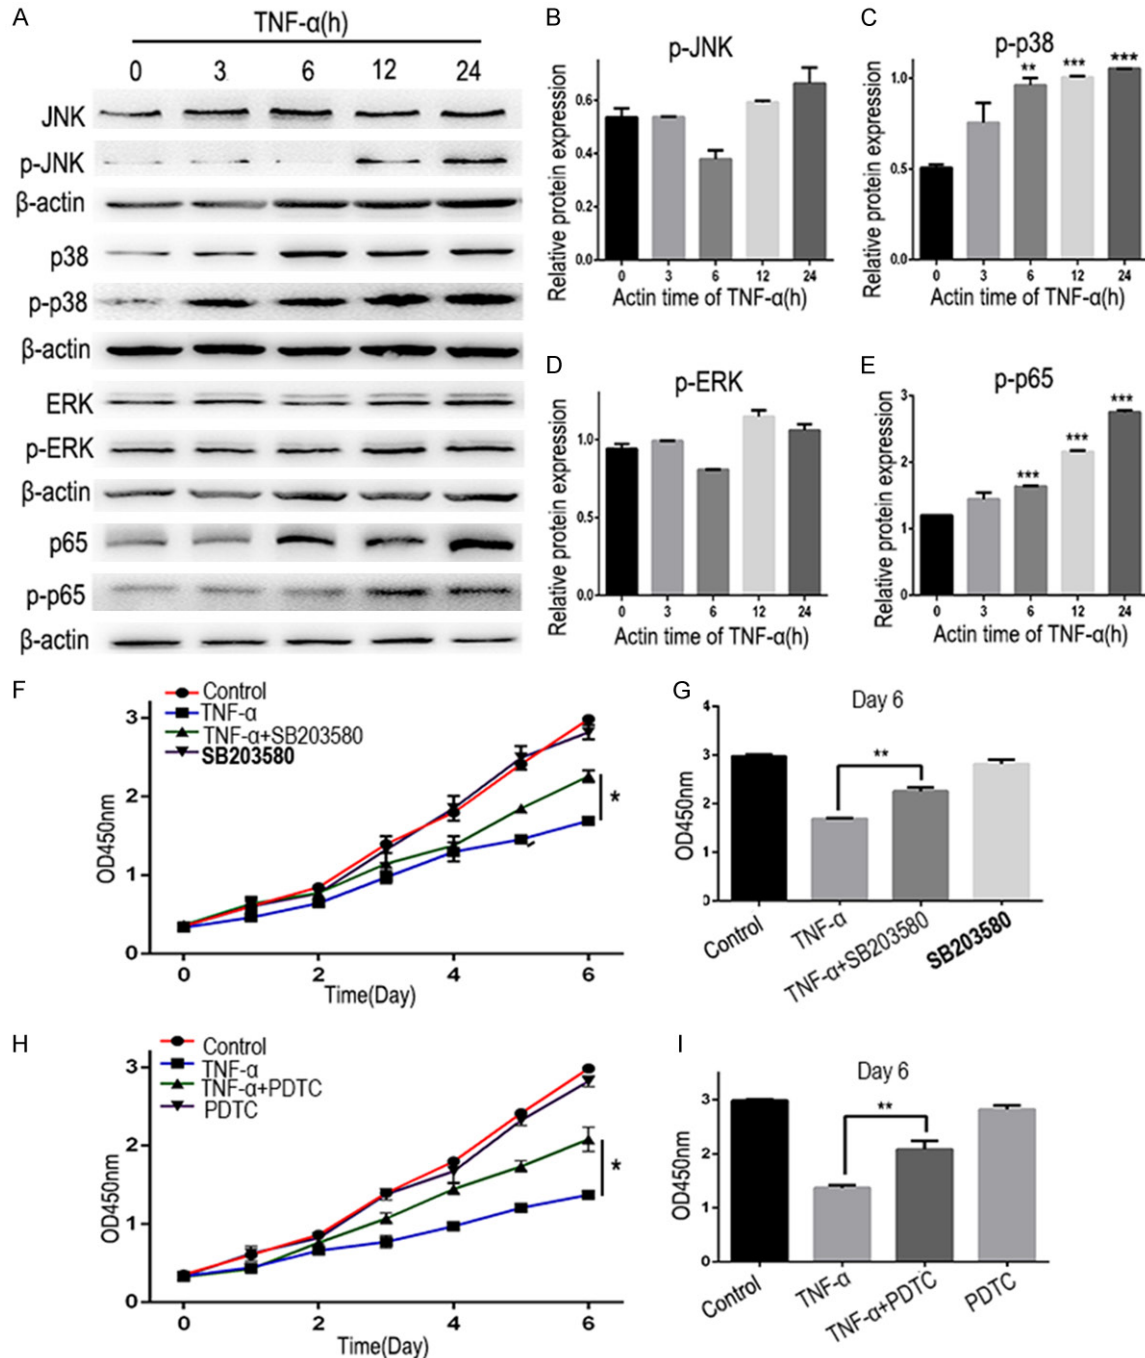 A
TNF-α(h)
0 3 6 12 24
JNK
p-JNK
β-actin
p38
p-p38
β-actin
ERK
p-ERK
β-actin
p65
p-p65
β-actin
B
p-JNK
Relative protein expression
0.6
0.4
0.2
0.0
0 3 6 12 24
Actin time of TNF-α(h)
C
p-p38
** *** ***
Relative protein expression
1.0
0.5
0.0
0 3 6 12 24
Actin time of TNF-α(h)
D
p-ERK
Relative protein expression
1.0
0.5
0.0
0 3 6 12 24
Actin time of TNF-α(h)
E
p-p65
*** *** ***
Relative protein expression
3
2
1
0
0 3 6 12 24
Actin time of TNF-α(h)
F
Control
TNF-α
TNF-α+SB203580
SB203580
OD450nm
3
2
1
0
*
0 2 4 6
Time(Day)
G
Day 6
**
OD450nm
4
3
2
1
0
Control TNF-α TNF-α+SB203580 SB203580
H
Control
TNF-α
TNF-α+PDTC
PDTC
OD450nm
3
2
1
0
*
0 2 4 6
Time(Day)
I
Day 6
**
OD450nm
3
2
1
0
Control TNF-α TNF-α+PDTC PDTC